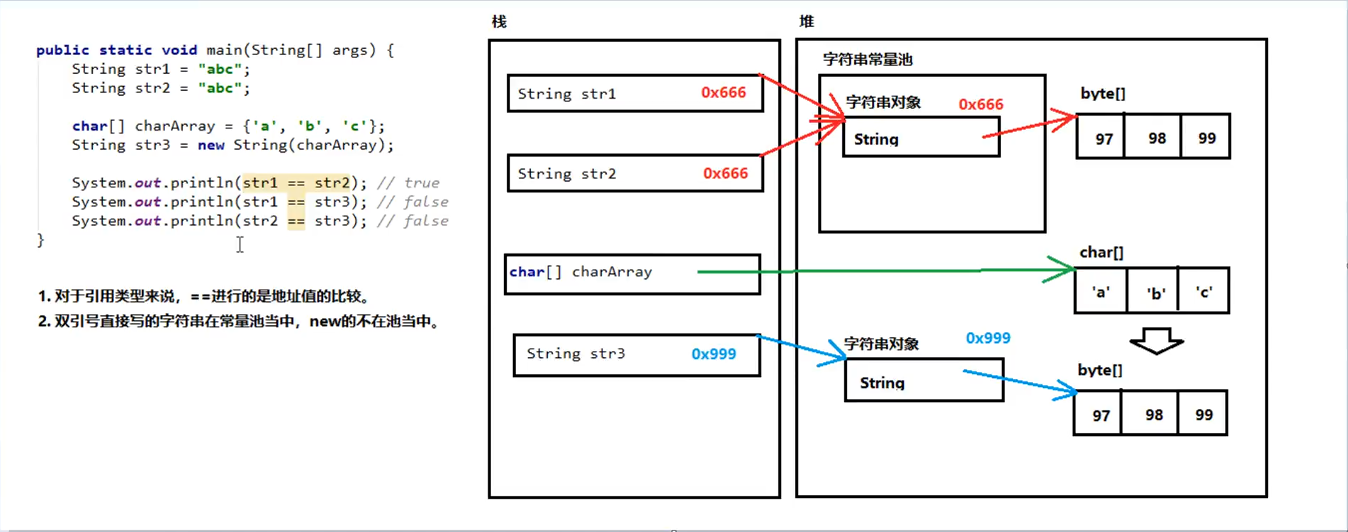 public static void main(String[] args) {
String str1 = "abc";
String str2 = "abc";
char[] charArray = {'a', 'b', 'c'};
String str3 = new String(charArray);
System.out.println(str1 == str2); // true
System.out.println(str1 == str3); // false
System.out.println(str2 == str3); // false
}
1. 对于引用类型来说，==进行的是地址值的比较。
2. 双引号直接写的字符串在常量池当中，new的不在池当中。
栈
String str1 0x666
String str2 0x666
char[] charArray
String str3 0x999
堆
字符串常量池
字符串对象 0x666
String
byte[]
97 98 99
char[]
'a' 'b' 'c'
字符串对象 0x999
String
byte[]
97 98 99